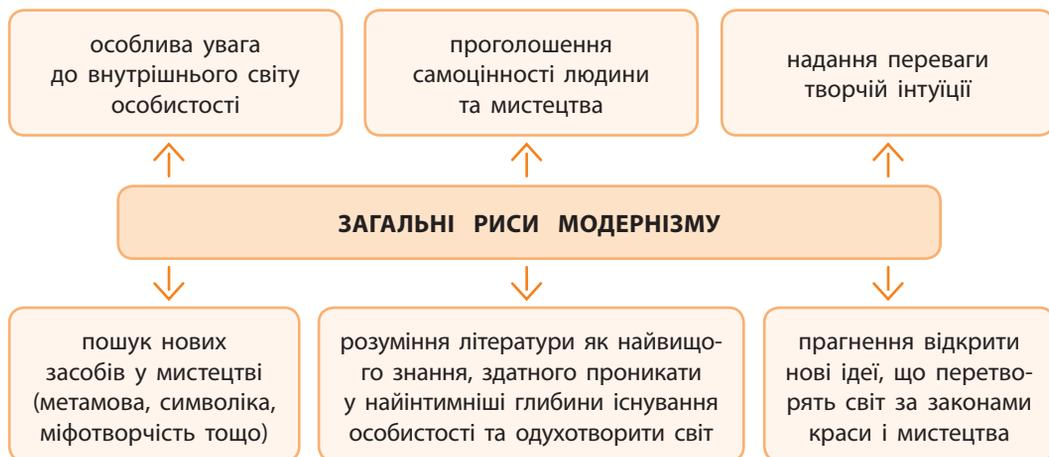 особлива увага
до внутрішнього світу
особистості
проголошення
самоцінності людини
та мистецтва
надання переваги
творчій інтуїції
ЗАГАЛЬНІ РИСИ МОДЕРНІЗМУ
пошук нових
засобів у мистецтві
(метамова, символіка,
міфотворчість тощо)
розуміння літератури як найвищо-
го знання, здатного проникати
у найінтимніші глибини існування
особистості та одухотворити світ
прагнення відкрити
нові ідеї, що перетво-
рять світ за законами
краси і мистецтва